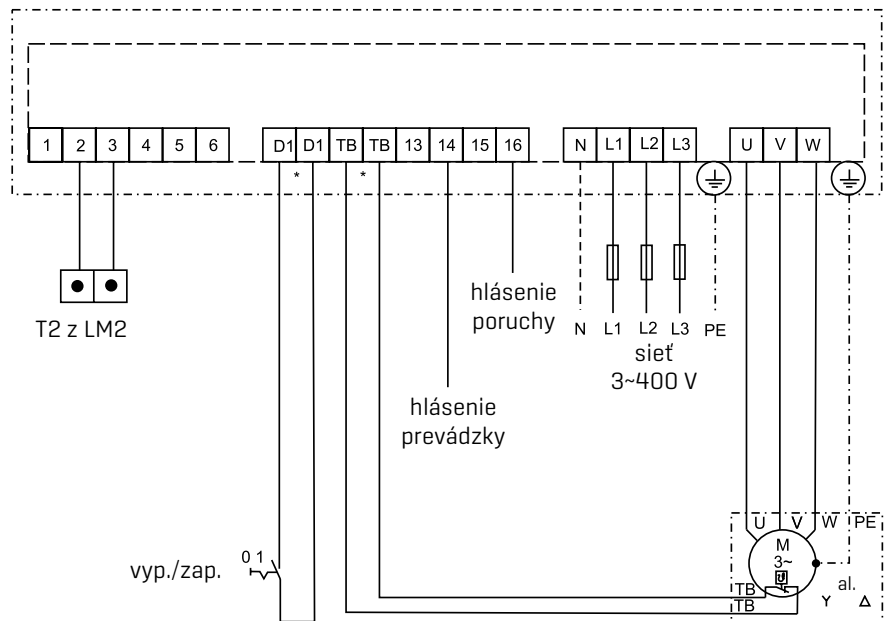 1 2 3 4 5 6 D1 D1 TB TB 13 14 15 16 N L1 L2 L3 U V W
* *
T2 z LM2
hlásenie
poruchy
N L1 L2 L3 PE
sieť
3~400 V
hlásenie
prevádzky
vyp./zap.
0 1
U V W PE
M
3~
TB
TB
al.
Y Δ